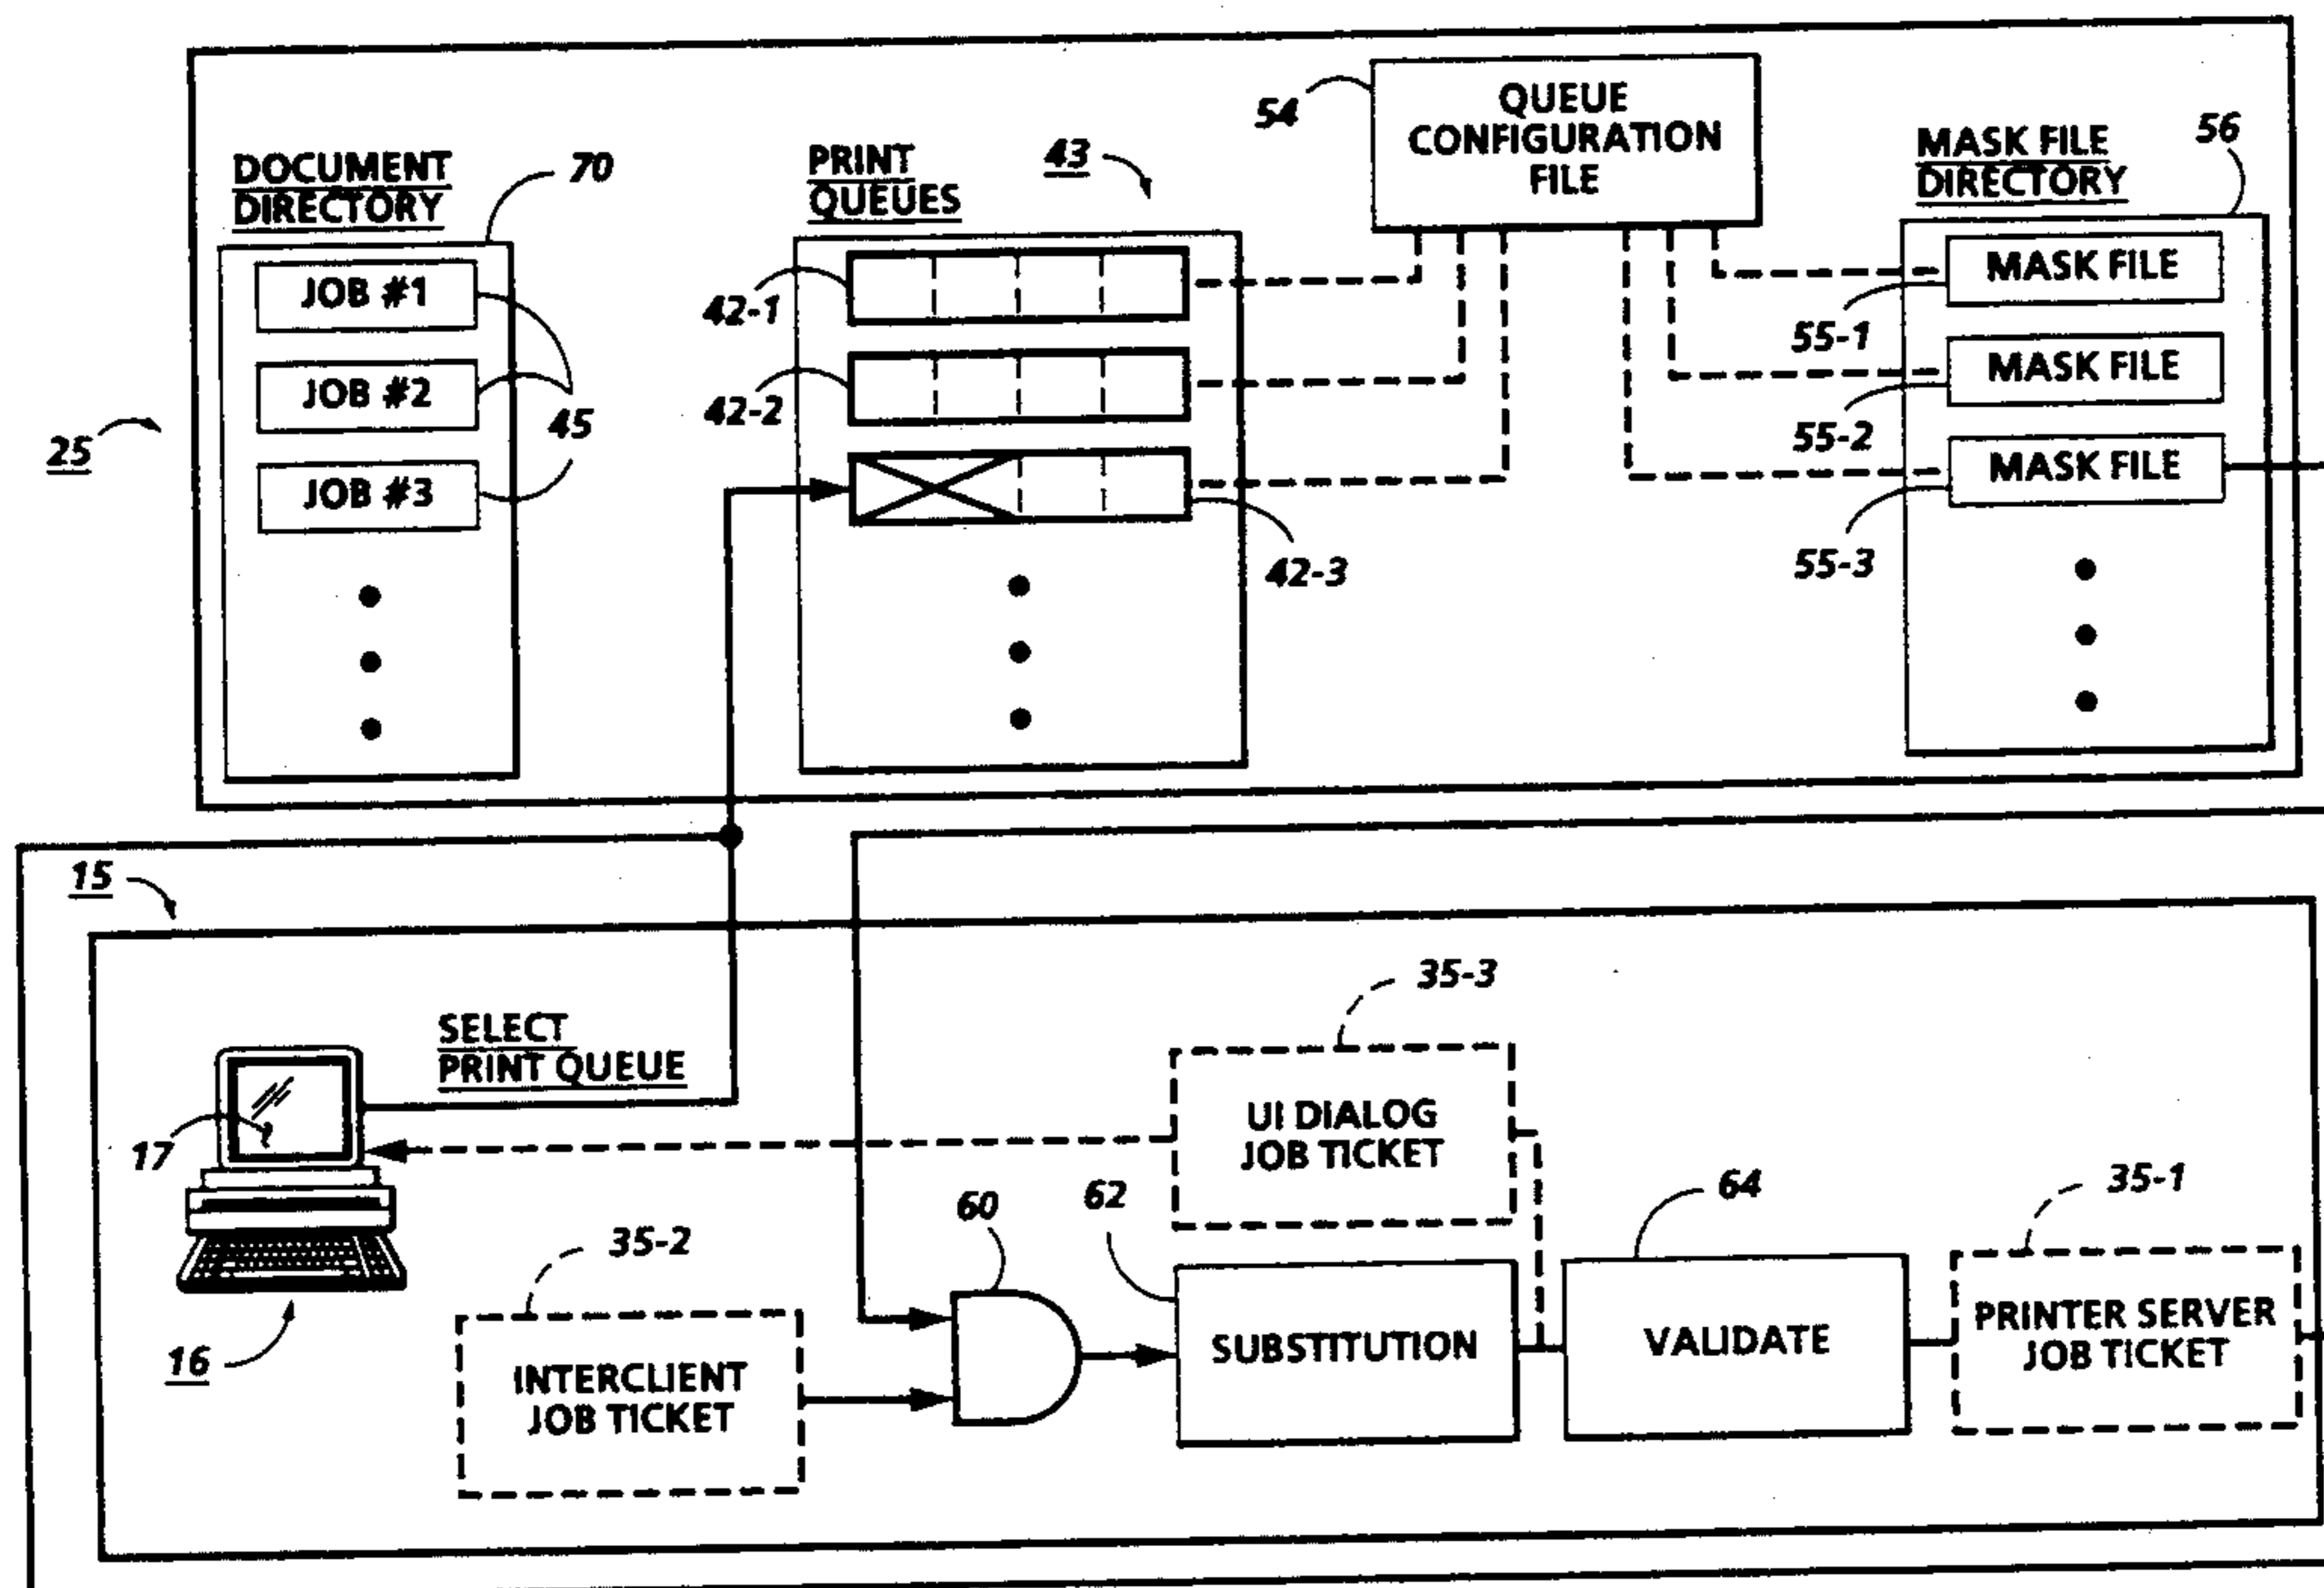 54
QUEUE
CONFIGURATION
FILE
MASK FILE
DIRECTORY
56
DOCUMENT
DIRECTORY
70
PRINT
QUEUES
43
JOB #1
JOB #2
JOB #3
45
25
42-1
42-2
42-3
MASK FILE
55-1
MASK FILE
55-2
MASK FILE
55-3
15
SELECT
PRINT QUEUE
17
16
35-3
UI DIALOG
JOB TICKET
35-2
INTERCLIENT
JOB TICKET
60
62
SUBSTITUTION
64
VALIDATE
35-1
PRINTER SERVER
JOB TICKET